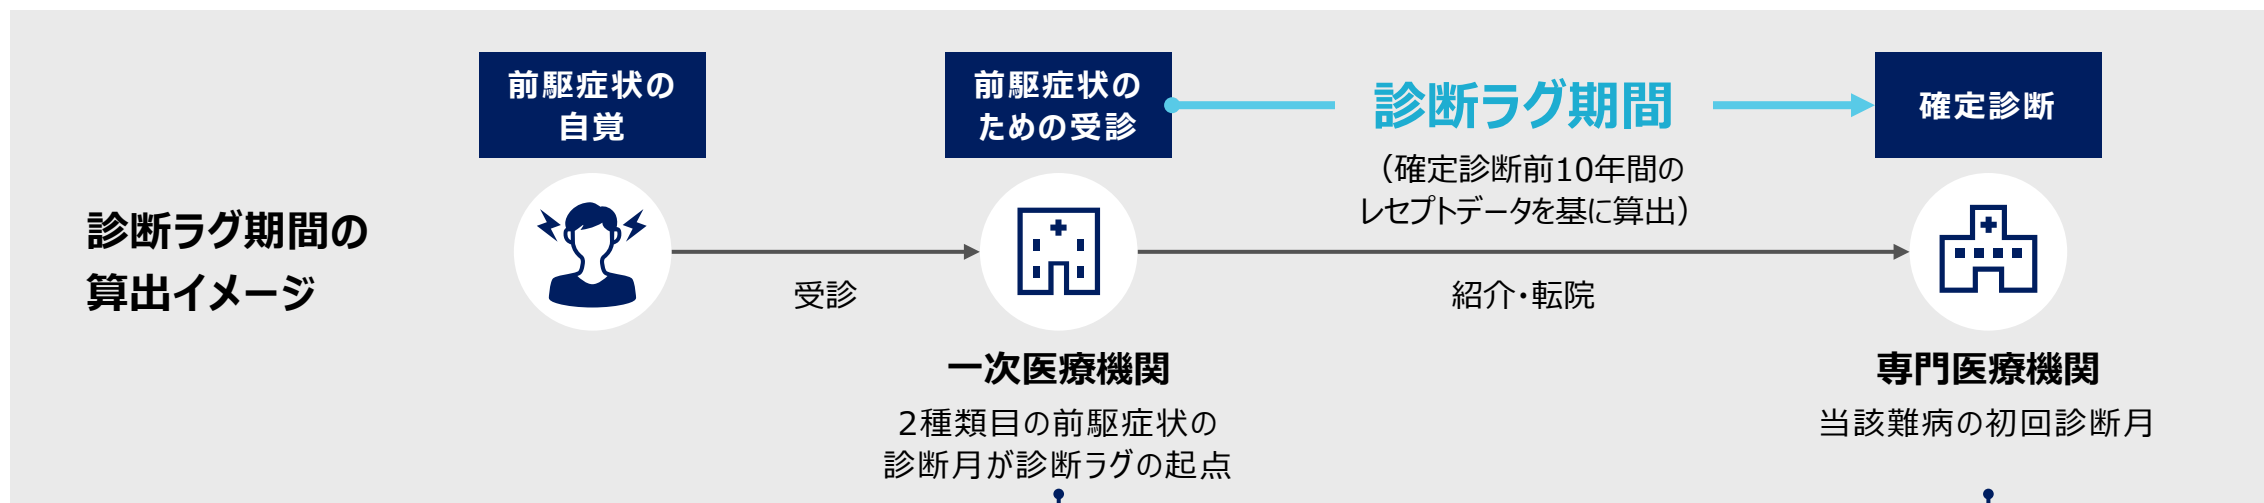 診断ラグ期間の
算出イメージ
前駆症状の
自覚
受診
前駆症状の
ための受診
一次医療機関
2種類目の前駆症状の
診断月が診断ラグの起点
診断ラグ期間
（確定診断前10年間の
レセプトデータを基に算出）
紹介・転院
確定診断
専門医療機関
当該難病の初回診断月